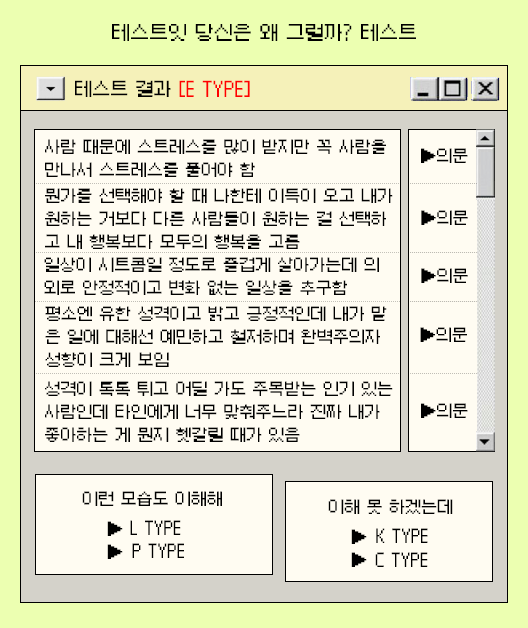 테스트잇 당신은 왜 그럴까? 테스트
테스트 결과 [E TYPE]
사람 때문에 스트레스를 많이 받지만 꼭 사람을
만나서 스트레스를 풀어야 함
▶의문
뭔가를 선택해야 할 때 나한테 이득이 오고 내가
원하는 거보다 다른 사람들이 원하는 걸 선택하
고 내 행복보다 모두의 행복을 고름
▶의문
일상이 시트콤일 정도로 즐겁게 살아가는데 의
외로 안정적이고 변화 없는 일상을 추구함
▶의문
평소엔 유한 성격이고 밝고 긍정적인데 내가 맡
은 일에 대해선 예민하고 철저하며 완벽주의자
성향이 크게 보임
▶의문
성격이 톡톡 튀고 어딜 가도 주목받는 인기 있는
사람인데 타인에게 너무 맞춰주느라 진짜 내가
좋아하는 게 뭔지 헷갈릴 때가 있음
▶의문
이런 모습도 이해해
▶ L TYPE
▶ P TYPE
이해 못 하겠는데
▶ K TYPE
▶ C TYPE